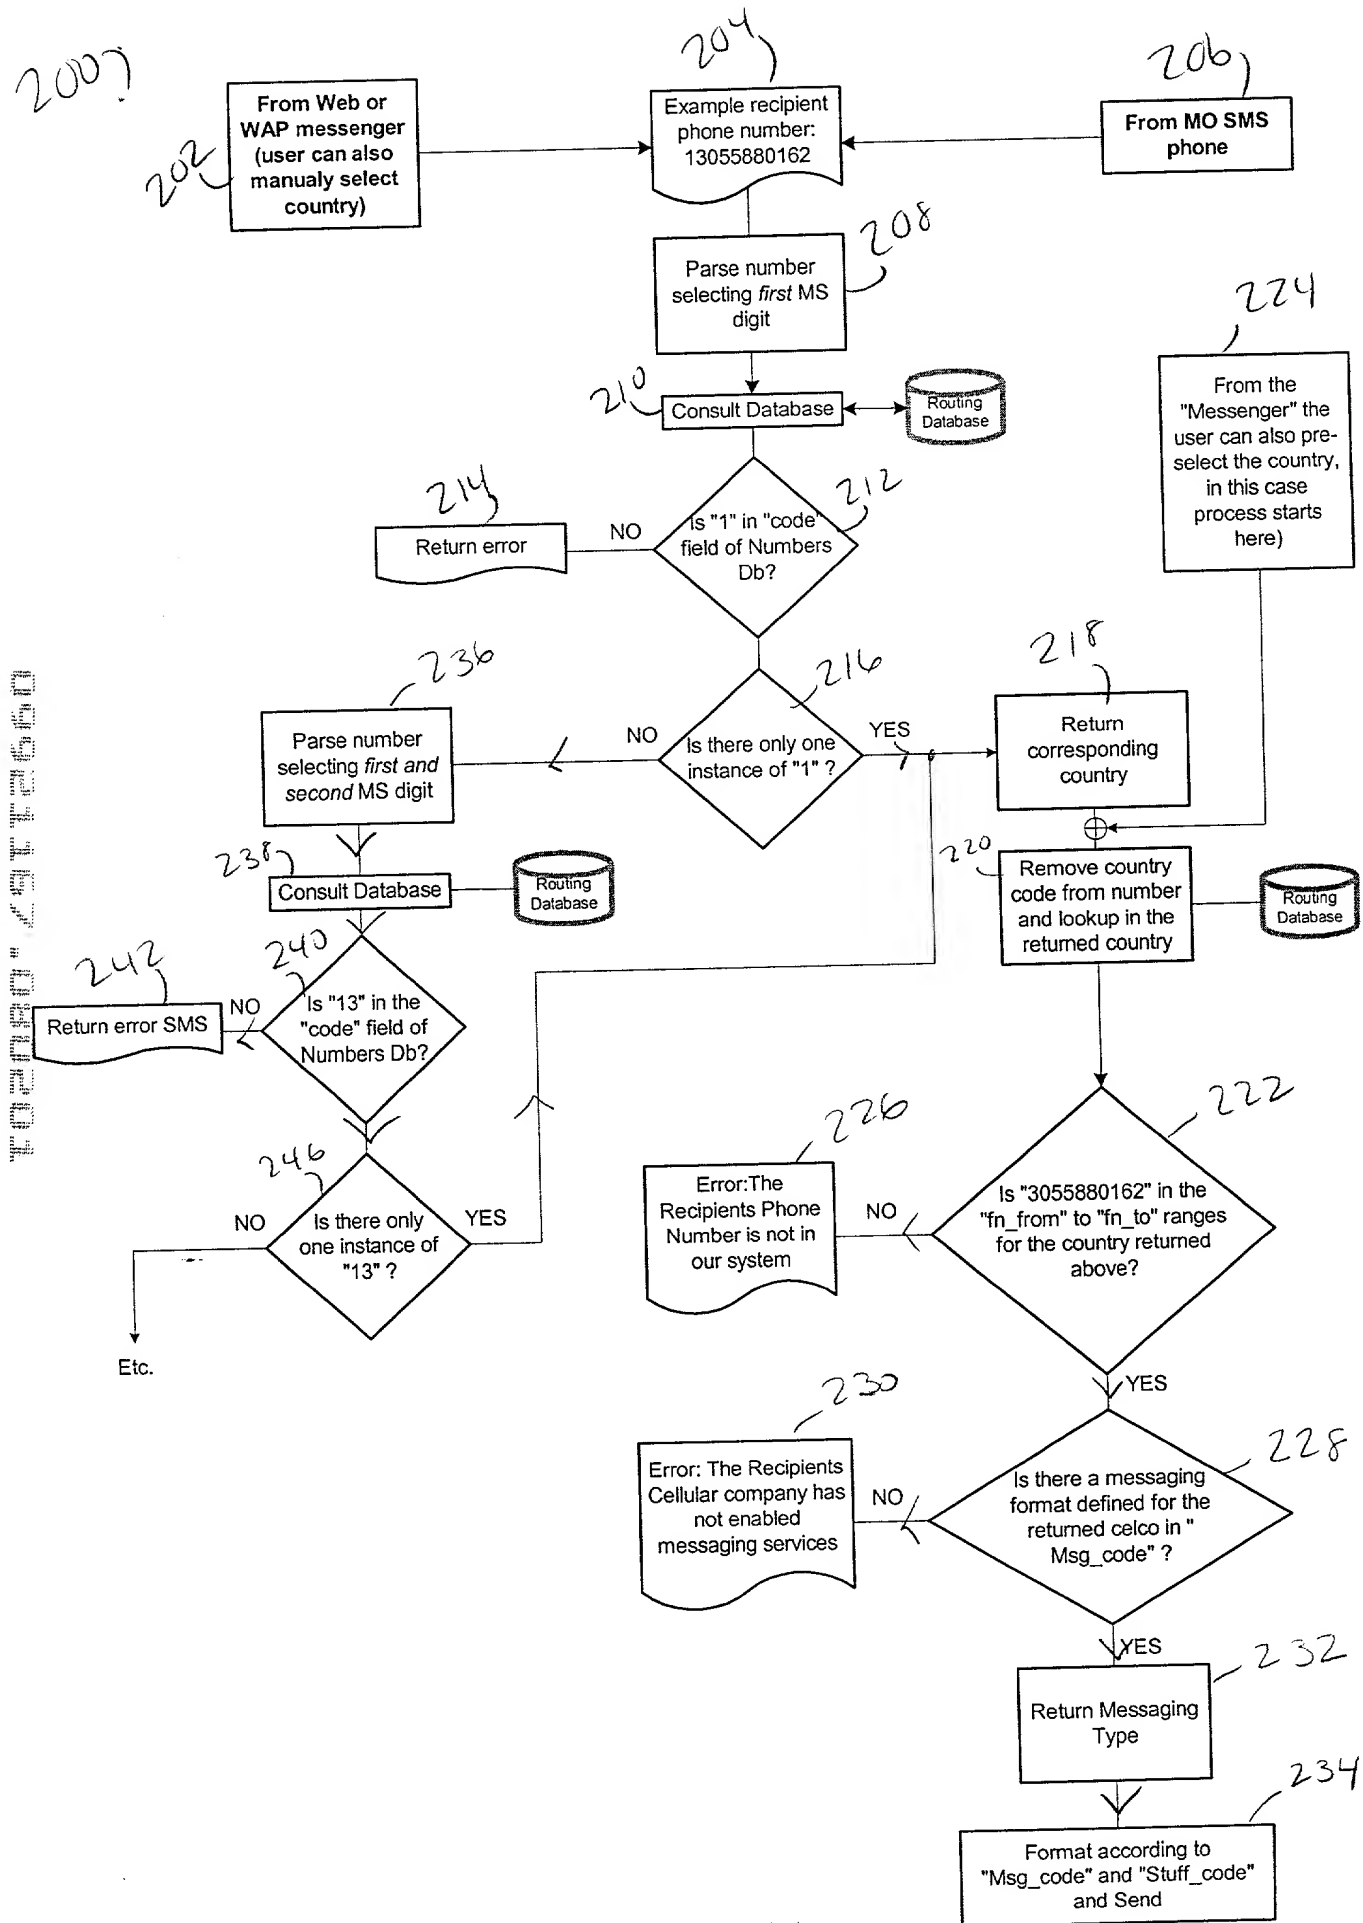 200
204
206
From Web or
WAP messenger
(user can also
manualy select
country)
202
Example recipient
phone number:
13055880162
From MO SMS
phone
208
Parse number
selecting first MS
digit
224
From the
"Messenger" the
user can also pre-
select the country,
in this case
process starts
here)
210
Consult Database
Routing
Database
214
Return error
NO
212
Is "1" in "code"
field of Numbers
Db?
236
Parse number
selecting first and
second MS digit
NO
216
Is there only one
instance of "1" ?
YES
218
Return
corresponding
country
238
Consult Database
Routing
Database
220
Remove country
code from number
and lookup in the
returned country
Routing
Database
242
Return error SMS
NO
240
Is "13" in the
"code" field of
Numbers Db?
246
NO
Is there only
one instance of
"13" ?
YES
Etc.
226
Error:The
Recipients Phone
Number is not in
our system
NO
222
Is "3055880162" in the
"fn_from" to "fn_to" ranges
for the country returned
above?
YES
230
Error: The Recipients
Cellular company has
not enabled
messaging services
NO
228
Is there a messaging
format defined for the
returned celco in "
Msg_code" ?
YES
232
Return Messaging
Type
234
Format according to
"Msg_code" and "Stuff_code"
and Send